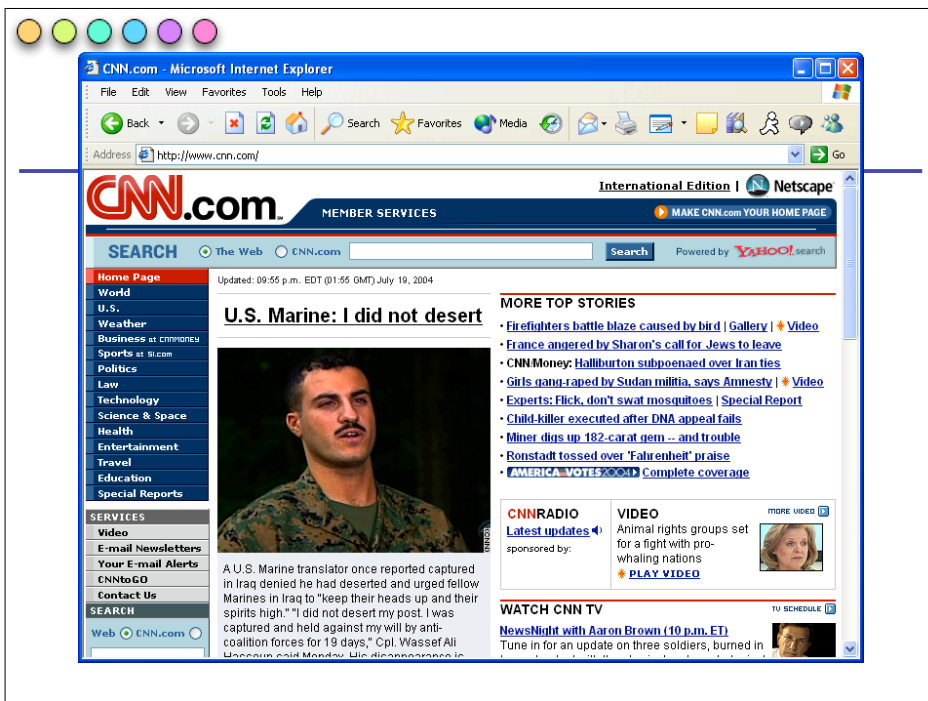 CNN.com - Microsoft Internet Explorer
File Edit View Favorites Tools Help
Back Search Favorites Media
Address http://www.cnn.com/ Go
CNN.com
International Edition | Netscape
MEMBER SERVICES
MAKE CNN.com YOUR HOME PAGE
SEARCH The Web CNN.com Search Powered by YAHOO! search
Home Page
World
U.S.
Weather
Business at CNNMONEY
Sports at SI.com
Politics
Law
Technology
Science & Space
Health
Entertainment
Travel
Education
Special Reports
SERVICES
Video
E-mail Newsletters
Your E-mail Alerts
CNNtoGO
Contact Us
SEARCH
Web CNN.com
Updated: 09:55 p.m. EDT (01:55 GMT) July 19, 2004
U.S. Marine: I did not desert
CNN
A U.S. Marine translator once reported captured
in Iraq denied he had deserted and urged fellow
Marines in Iraq to "keep their heads up and their
spirits high." "I did not desert my post. I was
captured and held against my will by anti-
coalition forces for 19 days," Cpl. Wassef Ali
Hassoun said Monday. His disappearance is
MORE TOP STORIES
• Firefighters battle blaze caused by bird | Gallery | Video
• France angered by Sharon's call for Jews to leave
• CNN/Money: Halliburton subpoenaed over Iran ties
• Girls gang-raped by Sudan militia, says Amnesty | Video
• Experts: Flick, don't swat mosquitoes | Special Report
• Child-killer executed after DNA appeal fails
• Miner digs up 182-carat gem -- and trouble
• Ronstadt tossed over 'Fahrenheit' praise
• AMERICA VOTES 2004 Complete coverage
CNNRADIO
Latest updates
sponsored by:
VIDEO
MORE VIDEO
Animal rights groups set
for a fight with pro-
whaling nations
PLAY VIDEO
WATCH CNN TV
TV SCHEDULE
NewsNight with Aaron Brown (10 p.m. ET)
Tune in for an update on three soldiers, burned in